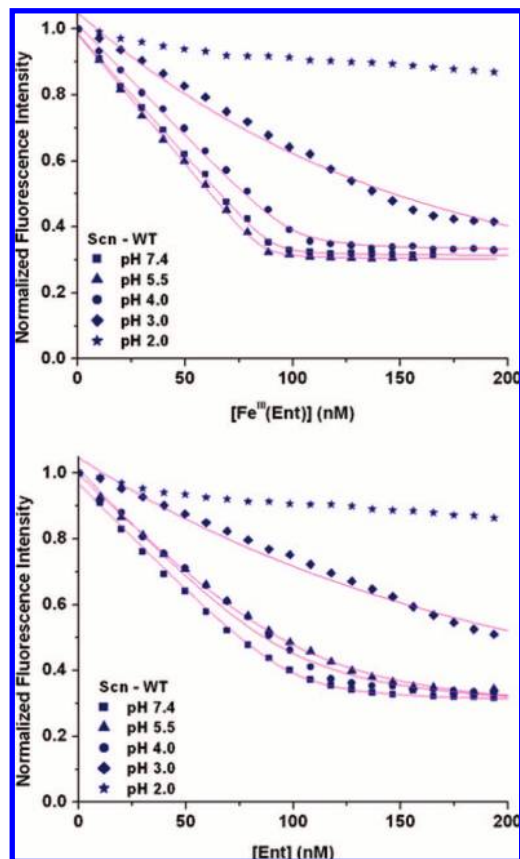 Normalized Fluorescence Intensity
1.0
0.8
0.6
0.4
0.2
0.0
Scn - WT
pH 7.4
pH 5.5
pH 4.0
pH 3.0
pH 2.0
0 50 100 150 200
[Fe^III(Ent)] (nM)
Normalized Fluorescence Intensity
1.0
0.8
0.6
0.4
0.2
0.0
Scn - WT
pH 7.4
pH 5.5
pH 4.0
pH 3.0
pH 2.0
0 50 100 150 200
[Ent] (nM)